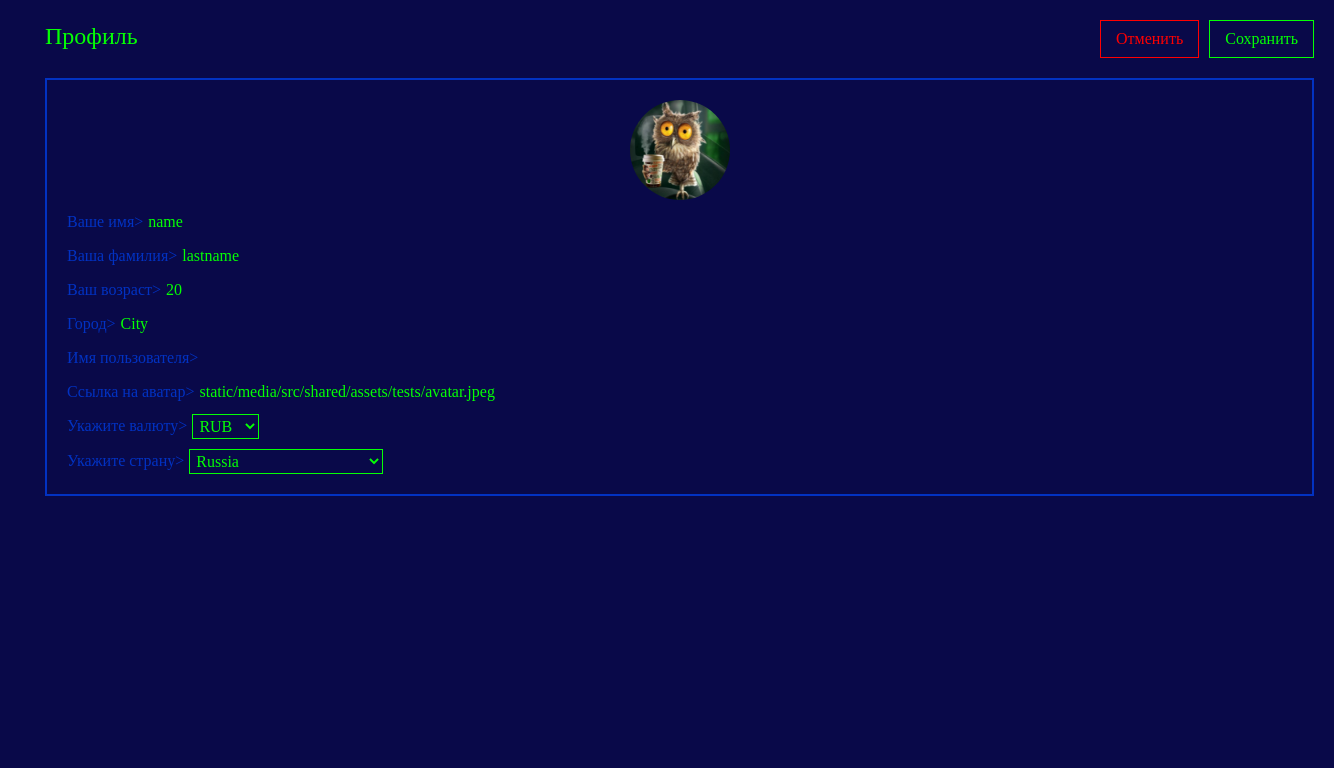 Профиль
Отменить
Сохранить
Ваше имя> name
Ваша фамилия> lastname
Ваш возраст> 20
Город> City
Имя пользователя>
Ссылка на аватар> static/media/src/shared/assets/tests/avatar.jpeg
Укажите валюту> RUB
Укажите страну> Russia